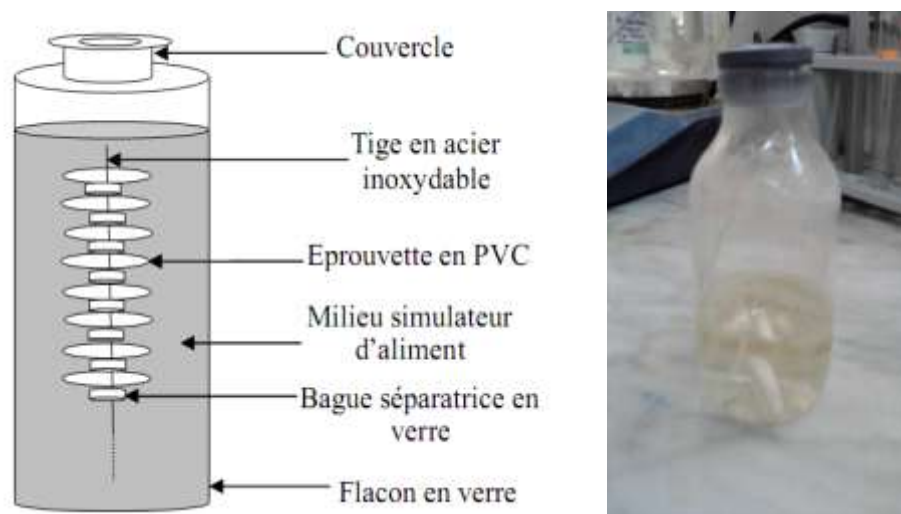 Couvercle
Tige en acier
inoxydable
Eprouvette en PVC
Milieu simulateur
d'aliment
Bague séparatrice en
verre
Flacon en verre